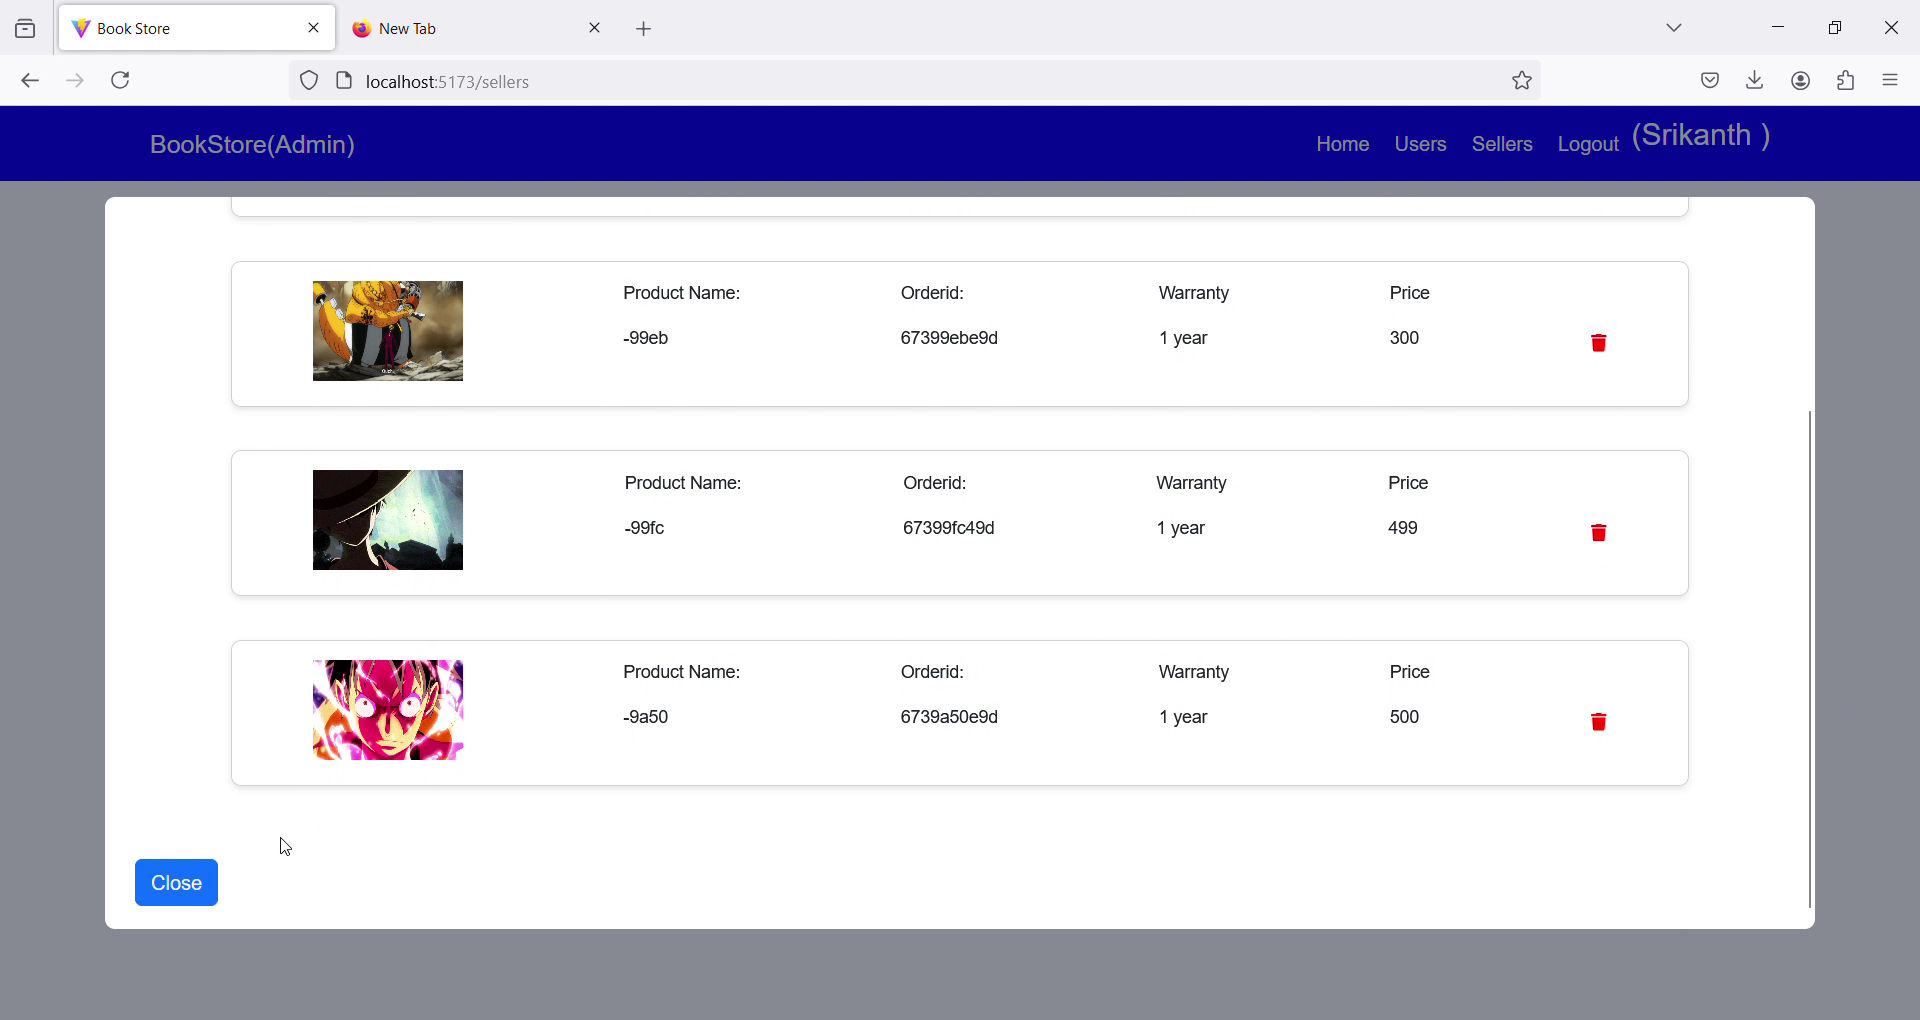 Book Store
New Tab
localhost:5173/sellers
BookStore(Admin)
Home Users Sellers Logout (Srikanth )
Product Name: Orderid: Warranty Price
-99eb 67399ebe9d 1 year 300
Product Name: Orderid: Warranty Price
-99fc 67399fc49d 1 year 499
Product Name: Orderid: Warranty Price
-9a50 6739a50e9d 1 year 500
Close